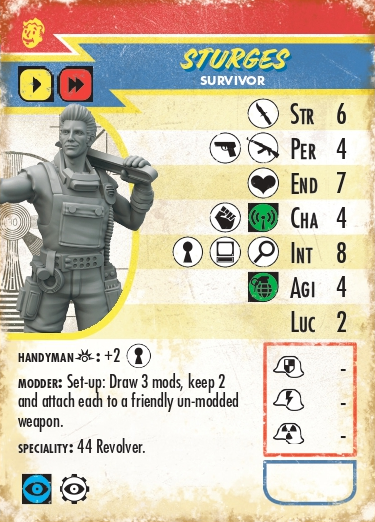 STURGES
SURVIVOR
STR 6
PER 4
END 7
CHA 4
INT 8
AGI 4
LUC 2
HANDYMAN: +2
MODDER: Set-up: Draw 3 mods, keep 2
and attach each to a friendly un-modded
weapon.
SPECIALITY: 44 Revolver.
-
-
-